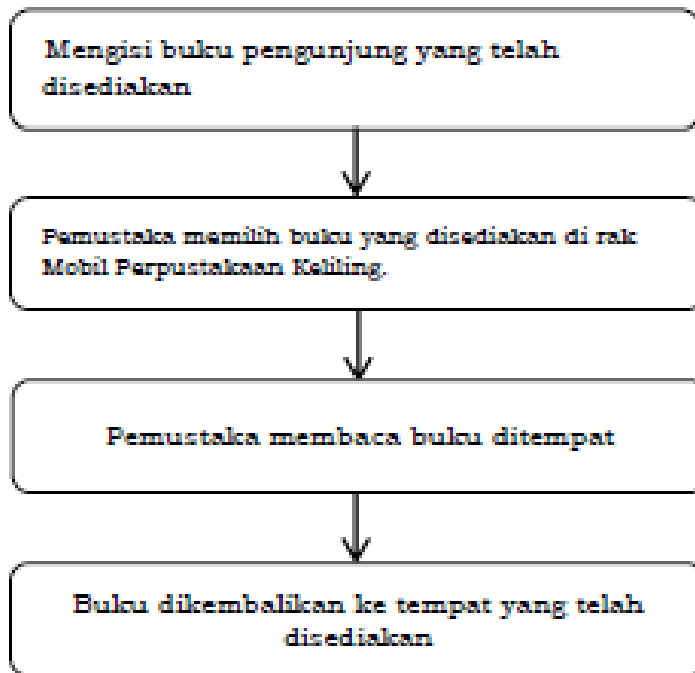 Mengisi buku pengunjung yang telah
disediakan
Pemustaka memilih buku yang disediakan di rak
Mobil Perpustakaan Keliling.
Pemustaka membaca buku ditempat
Buku dikembalikan ke tempat yang telah
disediakan